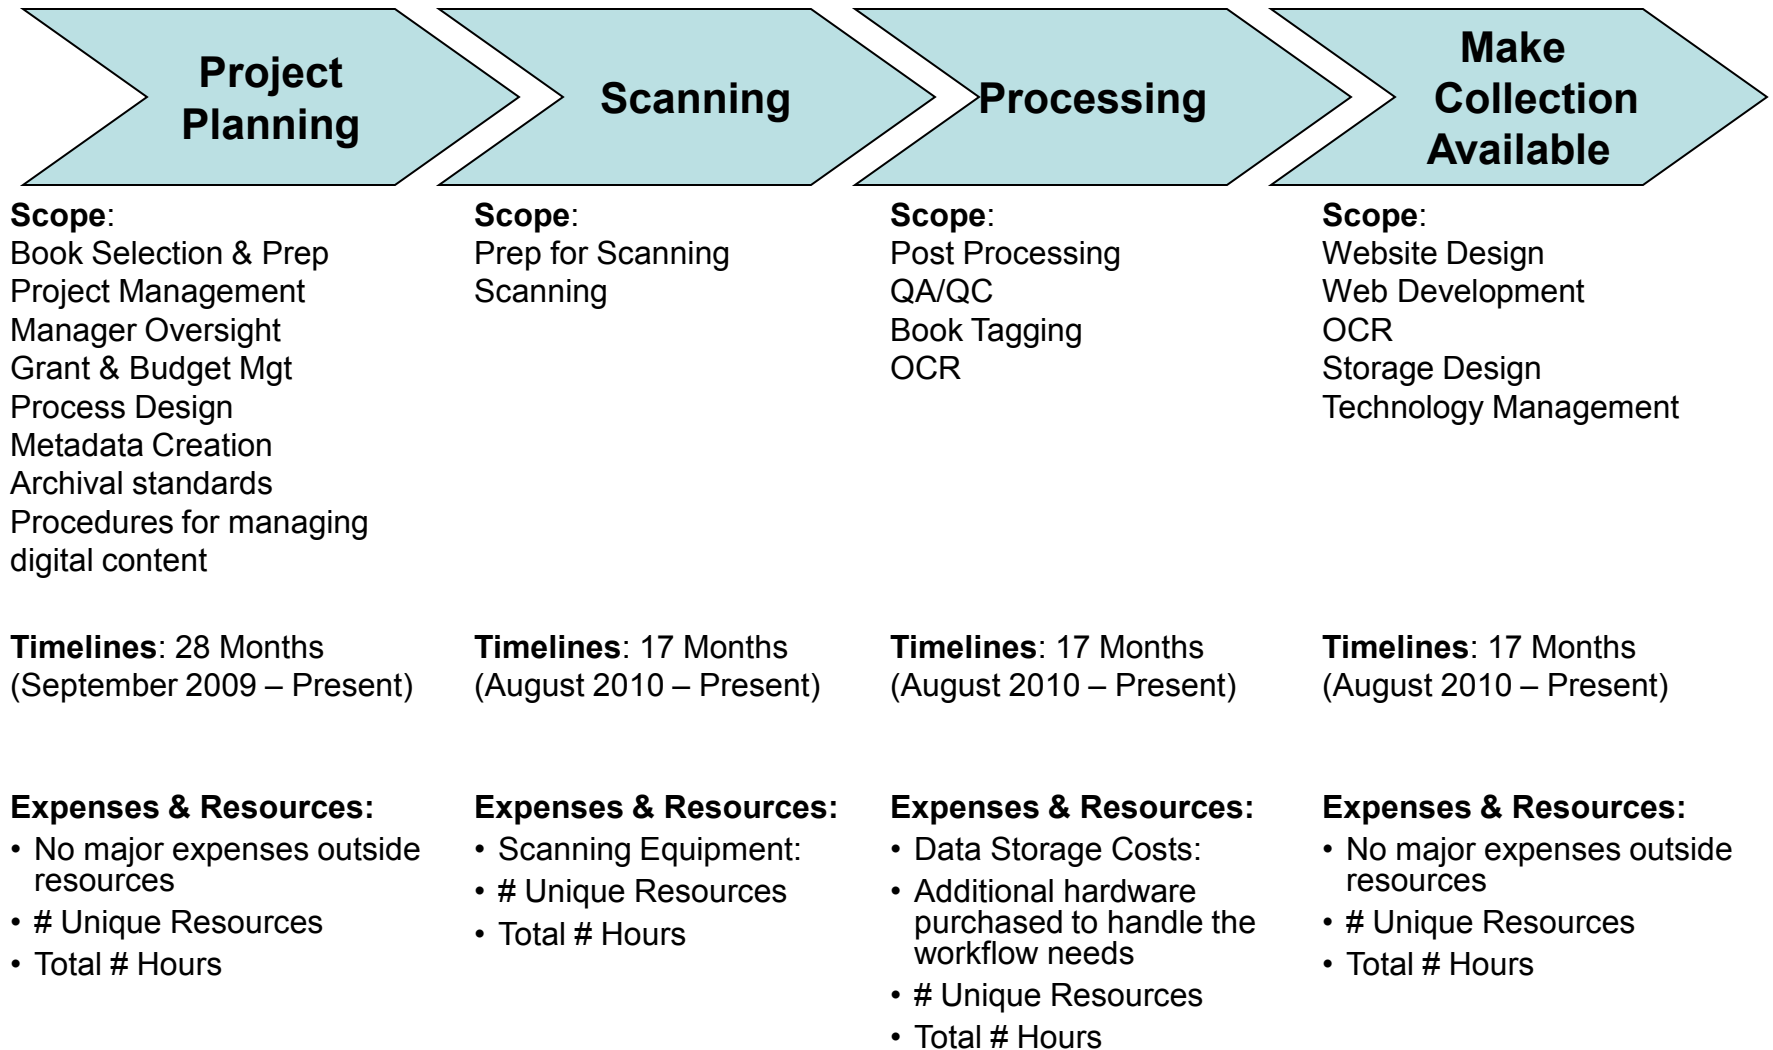 Project
Planning
Scanning
Processing
Make
Collection
Available
Scope:
Book Selection & Prep
Project Management
Manager Oversight
Grant & Budget Mgt
Process Design
Metadata Creation
Archival standards
Procedures for managing
digital content
Timelines: 28 Months
(September 2009 – Present)
Expenses & Resources:
• No major expenses outside
resources
• # Unique Resources
• Total # Hours
Scope:
Prep for Scanning
Scanning
Timelines: 17 Months
(August 2010 – Present)
Expenses & Resources:
• Scanning Equipment:
• # Unique Resources
• Total # Hours
Scope:
Post Processing
QA/QC
Book Tagging
OCR
Timelines: 17 Months
(August 2010 – Present)
Expenses & Resources:
• Data Storage Costs:
• Additional hardware
purchased to handle the
workflow needs
• # Unique Resources
• Total # Hours
Scope:
Website Design
Web Development
OCR
Storage Design
Technology Management
Timelines: 17 Months
(August 2010 – Present)
Expenses & Resources:
• No major expenses outside
resources
• # Unique Resources
• Total # Hours